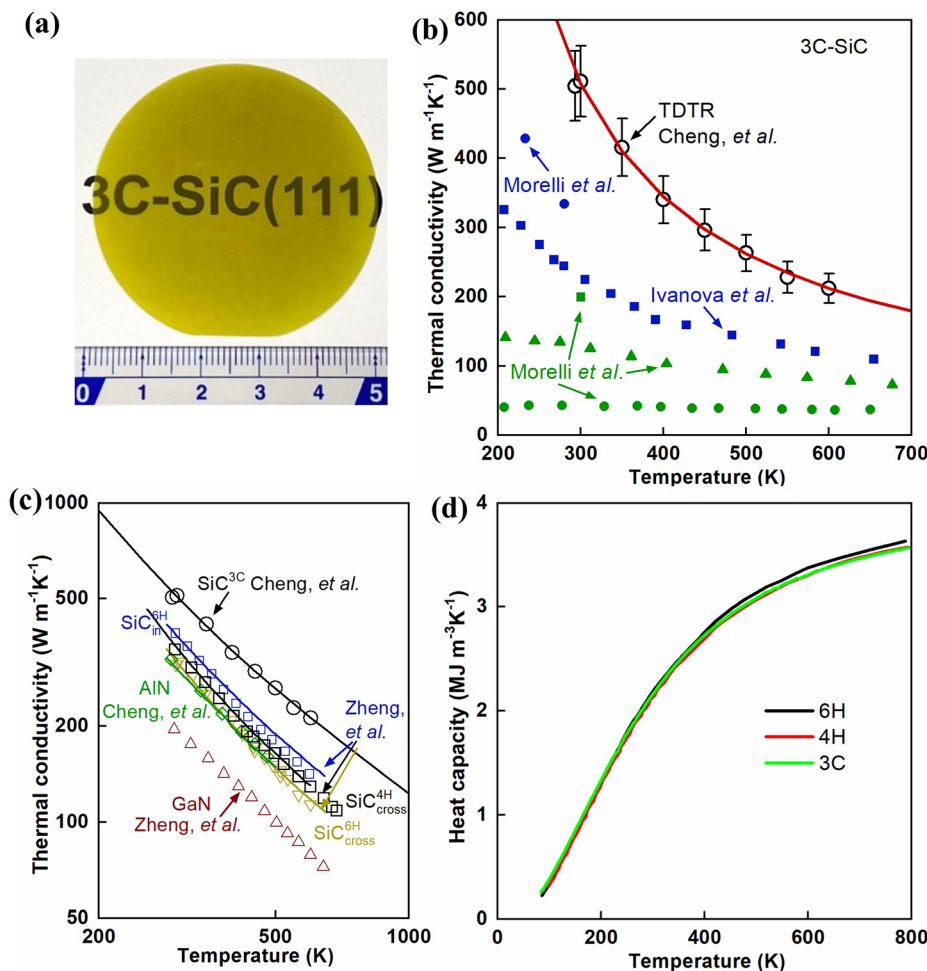 (a)
3C-SiC(111)
0 1 2 3 4 5
(b)
600
500
400
300
200
100
0
Thermal conductivity (W m⁻¹K⁻¹)
3C-SiC
TDTR
Cheng, et al.
Morelli et al.
Ivanova et al.
Morelli et al.
200 300 400 500 600 700
Temperature (K)
(c)
1000
500
200
100
50
Thermal conductivity (W m⁻¹K⁻¹)
SiC³ᶜ Cheng, et al.
SiC⁶ᴴin
AlN
Cheng, et al.
Zheng,
et al.
GaN
Zheng, et al.
SiC⁴ᴴcross
SiC⁶ᴴcross
200 500 1000
Temperature (K)
(d)
4
3
2
1
0
Heat capacity (MJ m⁻³K⁻¹)
6H
4H
3C
0 200 400 600 800
Temperature (K)